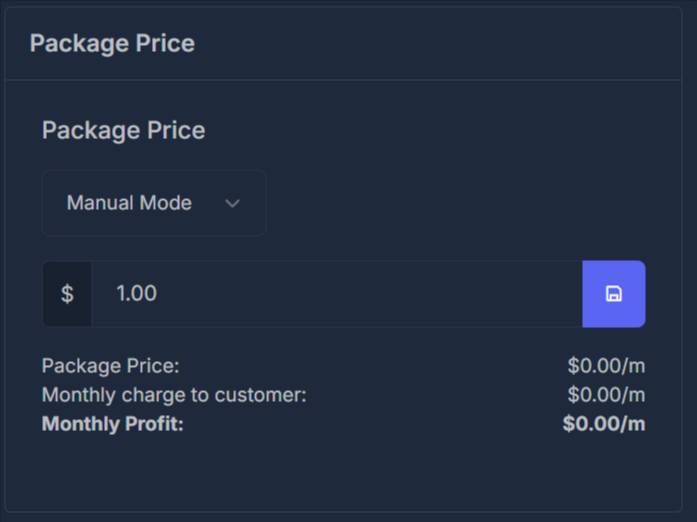 Package Price
Package Price
Manual Mode
$ 1.00
Package Price: $0.00/m
Monthly charge to customer: $0.00/m
Monthly Profit: $0.00/m